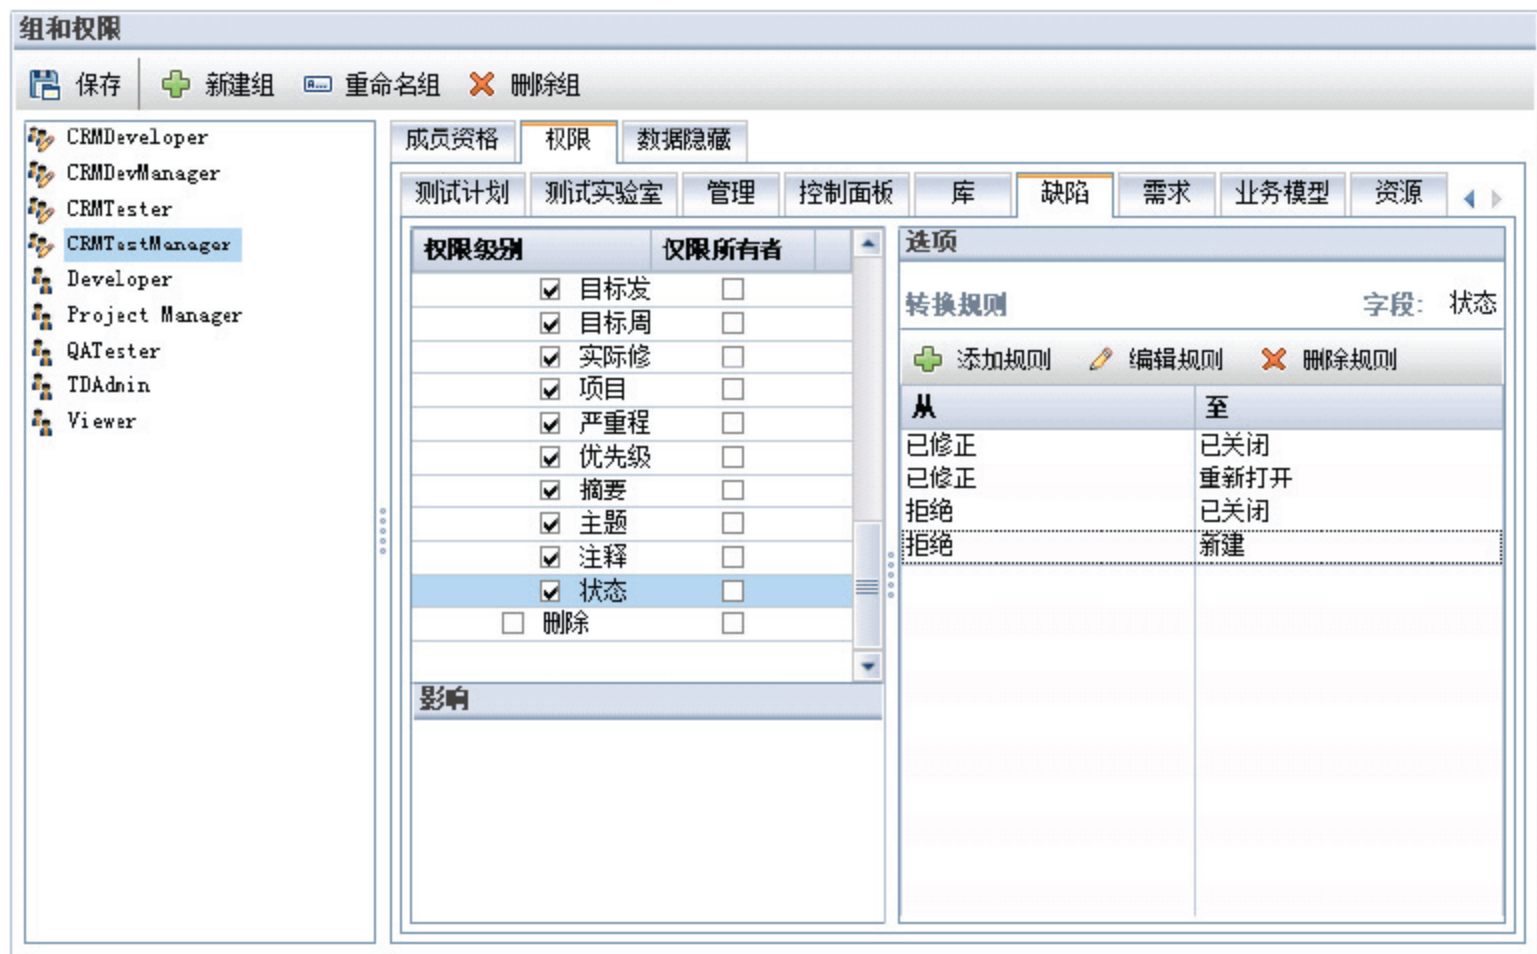 组和权限
保存 新建组 重命名组 删除组
CRMDeveloper
CRMDevManager
CRMTester
CRMTestManager
Developer
Project Manager
QATester
TDAdmin
Viewer
成员资格 权限 数据隐藏
测试计划 测试实验室 管理 控制面板 库 缺陷 需求 业务模型 资源
权限级别 仅限所有者
目标发
目标周
实际修
项目
严重程
优先级
摘要
主题
注释
状态
删除
影响
选项
转换规则 字段: 状态
添加规则 编辑规则 删除规则
从 至
已修正 已关闭
已修正 重新打开
拒绝 已关闭
拒绝 新建